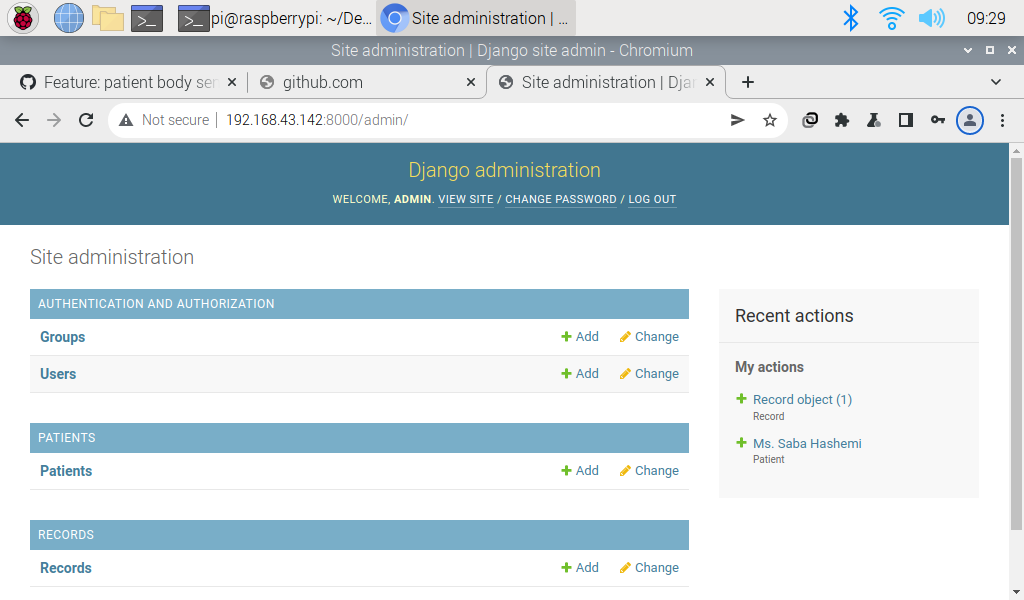 pi@raspberrypi: ~/De...
Site administration | ...
09:29
Site administration | Django site admin - Chromium
Feature: patient body sen
github.com
Site administration | Djan
Not secure
192.168.43.142:8000/admin/
Django administration
WELCOME, ADMIN. VIEW SITE / CHANGE PASSWORD / LOG OUT
Site administration
AUTHENTICATION AND AUTHORIZATION
Groups Add Change
Users Add Change
PATIENTS
Patients Add Change
RECORDS
Records Add Change
Recent actions
My actions
Record object (1)
Record
Ms. Saba Hashemi
Patient